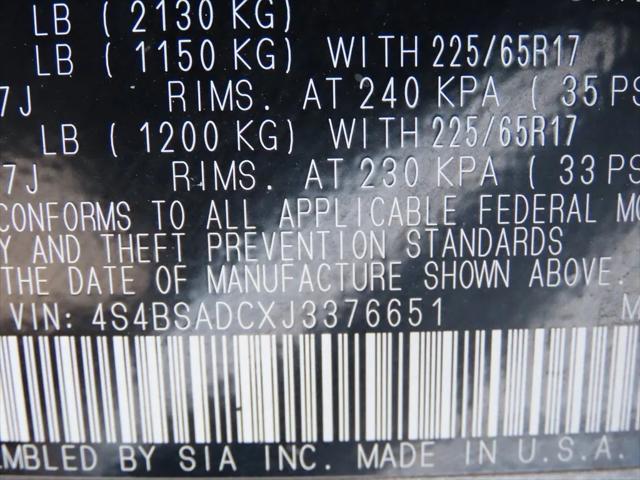 LB ( 2130 KG)
LB ( 1150 KG) WITH 225/65R17
7J RIMS. AT 240 KPA ( 35 PS
LB ( 1200 KG) WITH 225/65R17
7J RIMS. AT 230 KPA ( 33 PS
CONFORMS TO ALL APPLICABLE FEDERAL MO
Y AND THEFT PREVENTION STANDARDS
THE DATE OF MANUFACTURE SHOWN ABOVE.
VIN: 4S4BSADCXJ3376651 M
EMBLED BY SIA INC. MADE IN U.S.A.